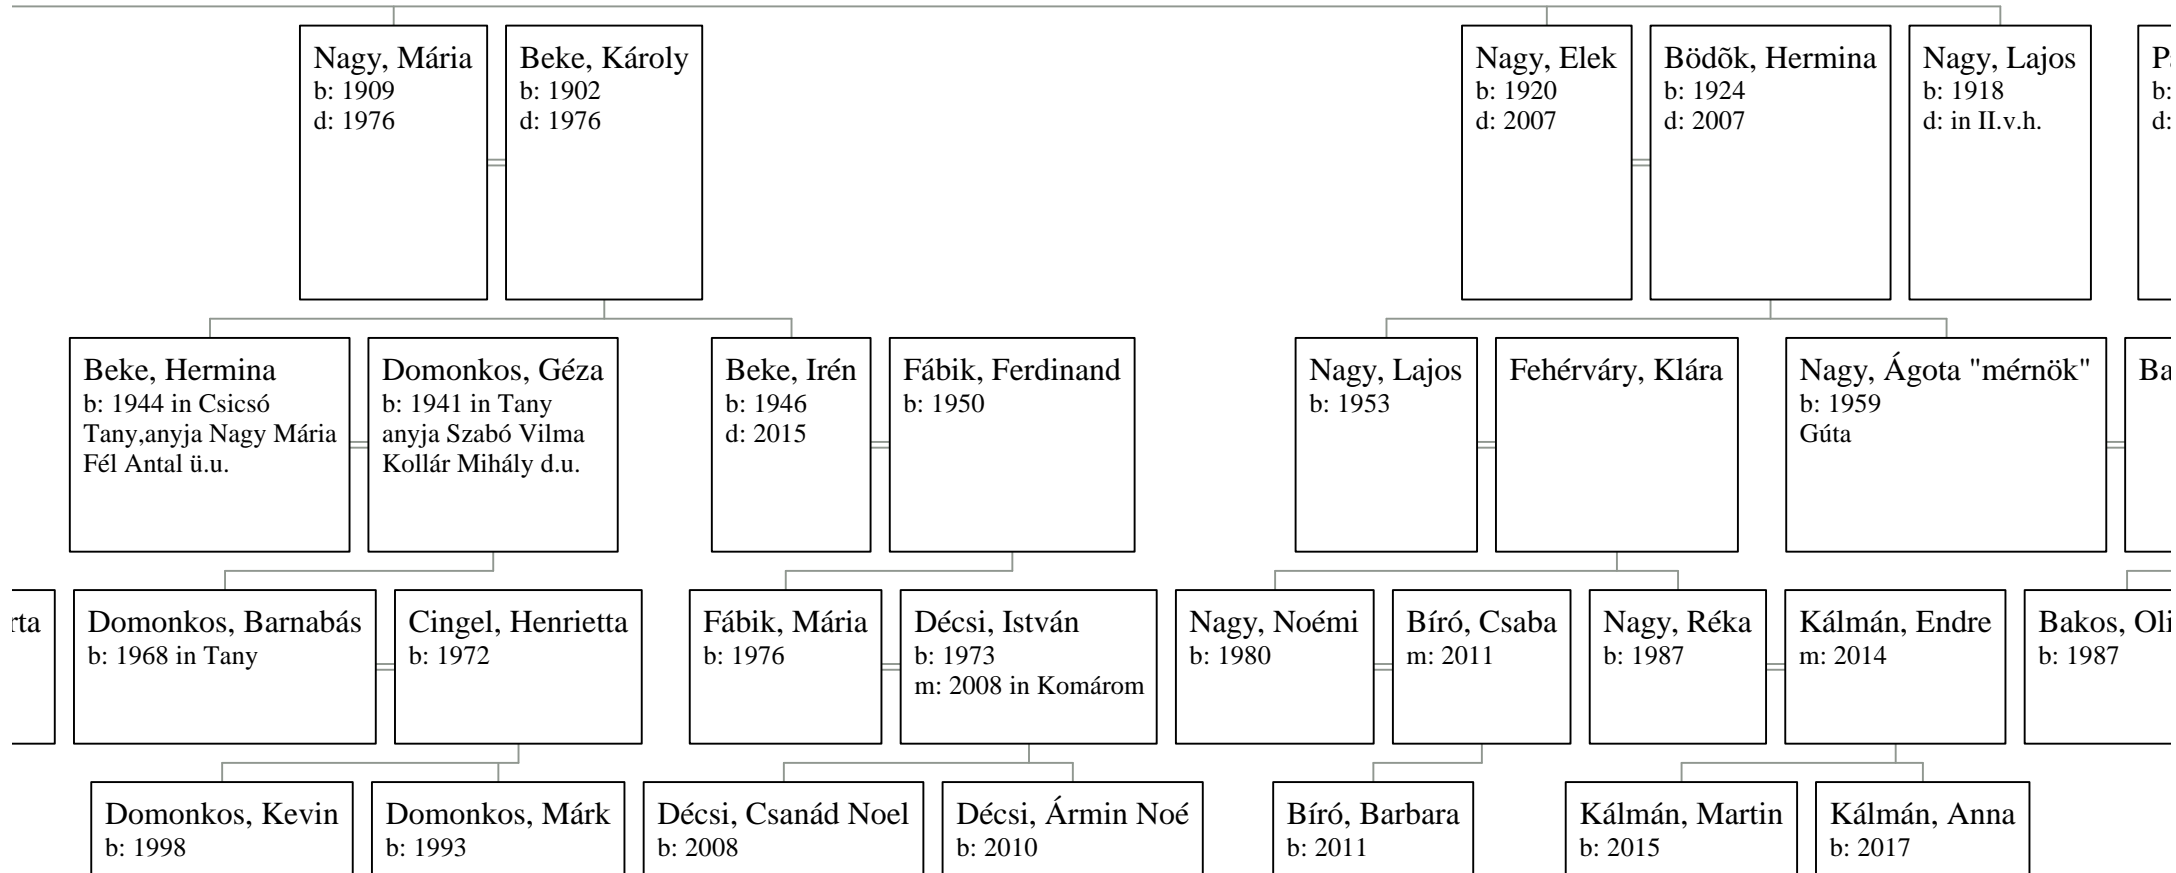 Nagy, Mária
b: 1909
d: 1976
Beke, Károly
b: 1902
d: 1976
Nagy, Elek
b: 1920
d: 2007
Bödõk, Hermina
b: 1924
d: 2007
Nagy, Lajos
b: 1918
d: in II.v.h.
b:
d:
Beke, Hermina
b: 1944 in Csicsó
Tany,anyja Nagy Mária
Fél Antal ü.u.
Domonkos, Géza
b: 1941 in Tany
anyja Szabó Vilma
Kollár Mihály d.u.
Beke, Irén
b: 1946
d: 2015
Fábik, Ferdinand
b: 1950
Nagy, Lajos
b: 1953
Fehérváry, Klára
Nagy, Ágota "mérnök"
b: 1959
Gúta
Ba
rta
Domonkos, Barnabás
b: 1968 in Tany
Cingel, Henrietta
b: 1972
Fábik, Mária
b: 1976
Décsi, István
b: 1973
m: 2008 in Komárom
Nagy, Noémi
b: 1980
Bíró, Csaba
m: 2011
Nagy, Réka
b: 1987
Kálmán, Endre
m: 2014
Bakos, Oli
b: 1987
Domonkos, Kevin
b: 1998
Domonkos, Márk
b: 1993
Décsi, Csanád Noel
b: 2008
Décsi, Ármin Noé
b: 2010
Bíró, Barbara
b: 2011
Kálmán, Martin
b: 2015
Kálmán, Anna
b: 2017